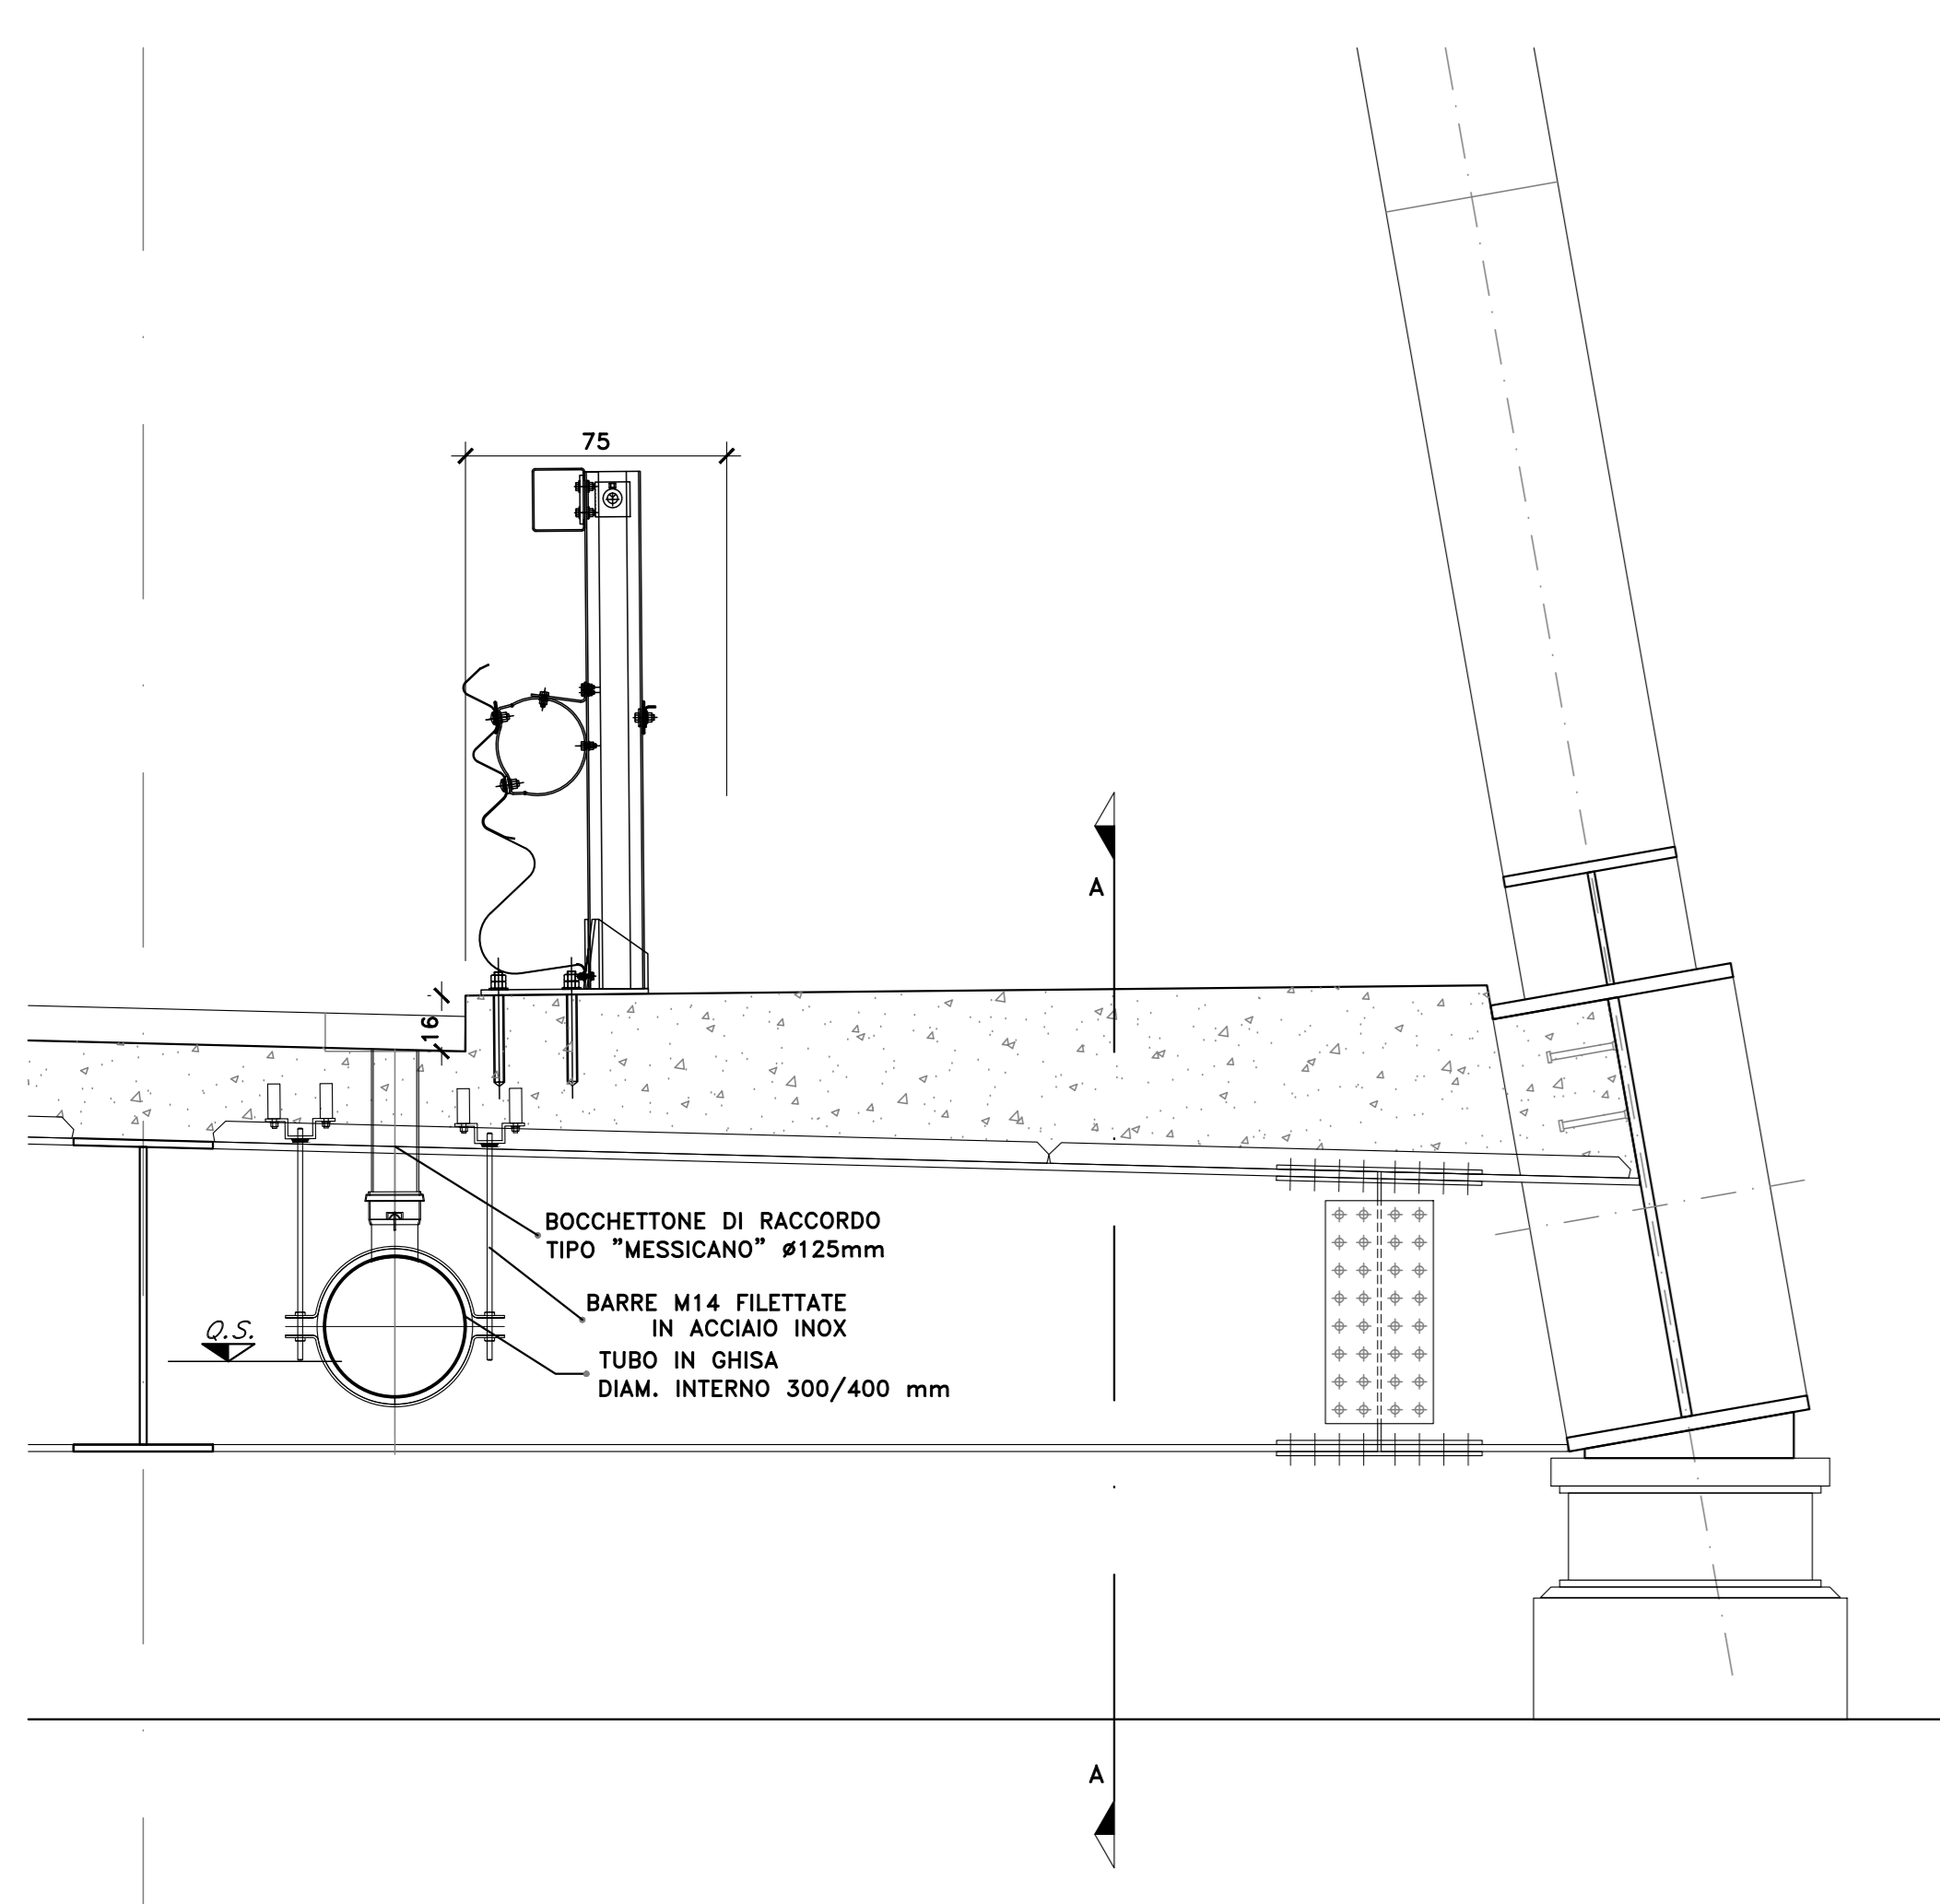 75
A
16
BOCCHETTONE DI RACCORDO
TIPO "MESSICANO" ø125mm
BARRE M14 FILETTATE
IN ACCIAIO INOX
Q.S.
TUBO IN GHISA
DIAM. INTERNO 300/400 mm
A